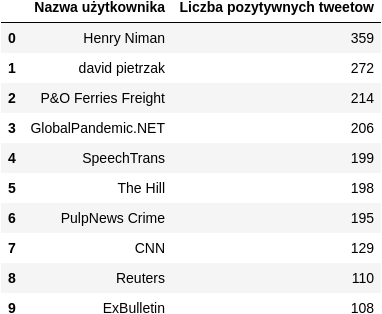 Nazwa użytkownika Liczba pozytywnych tweetow
0 Henry Niman 359
1 david pietrzak 272
2 P&O Ferries Freight 214
3 GlobalPandemic.NET 206
4 SpeechTrans 199
5 The Hill 198
6 PulpNews Crime 195
7 CNN 129
8 Reuters 110
9 ExBulletin 108